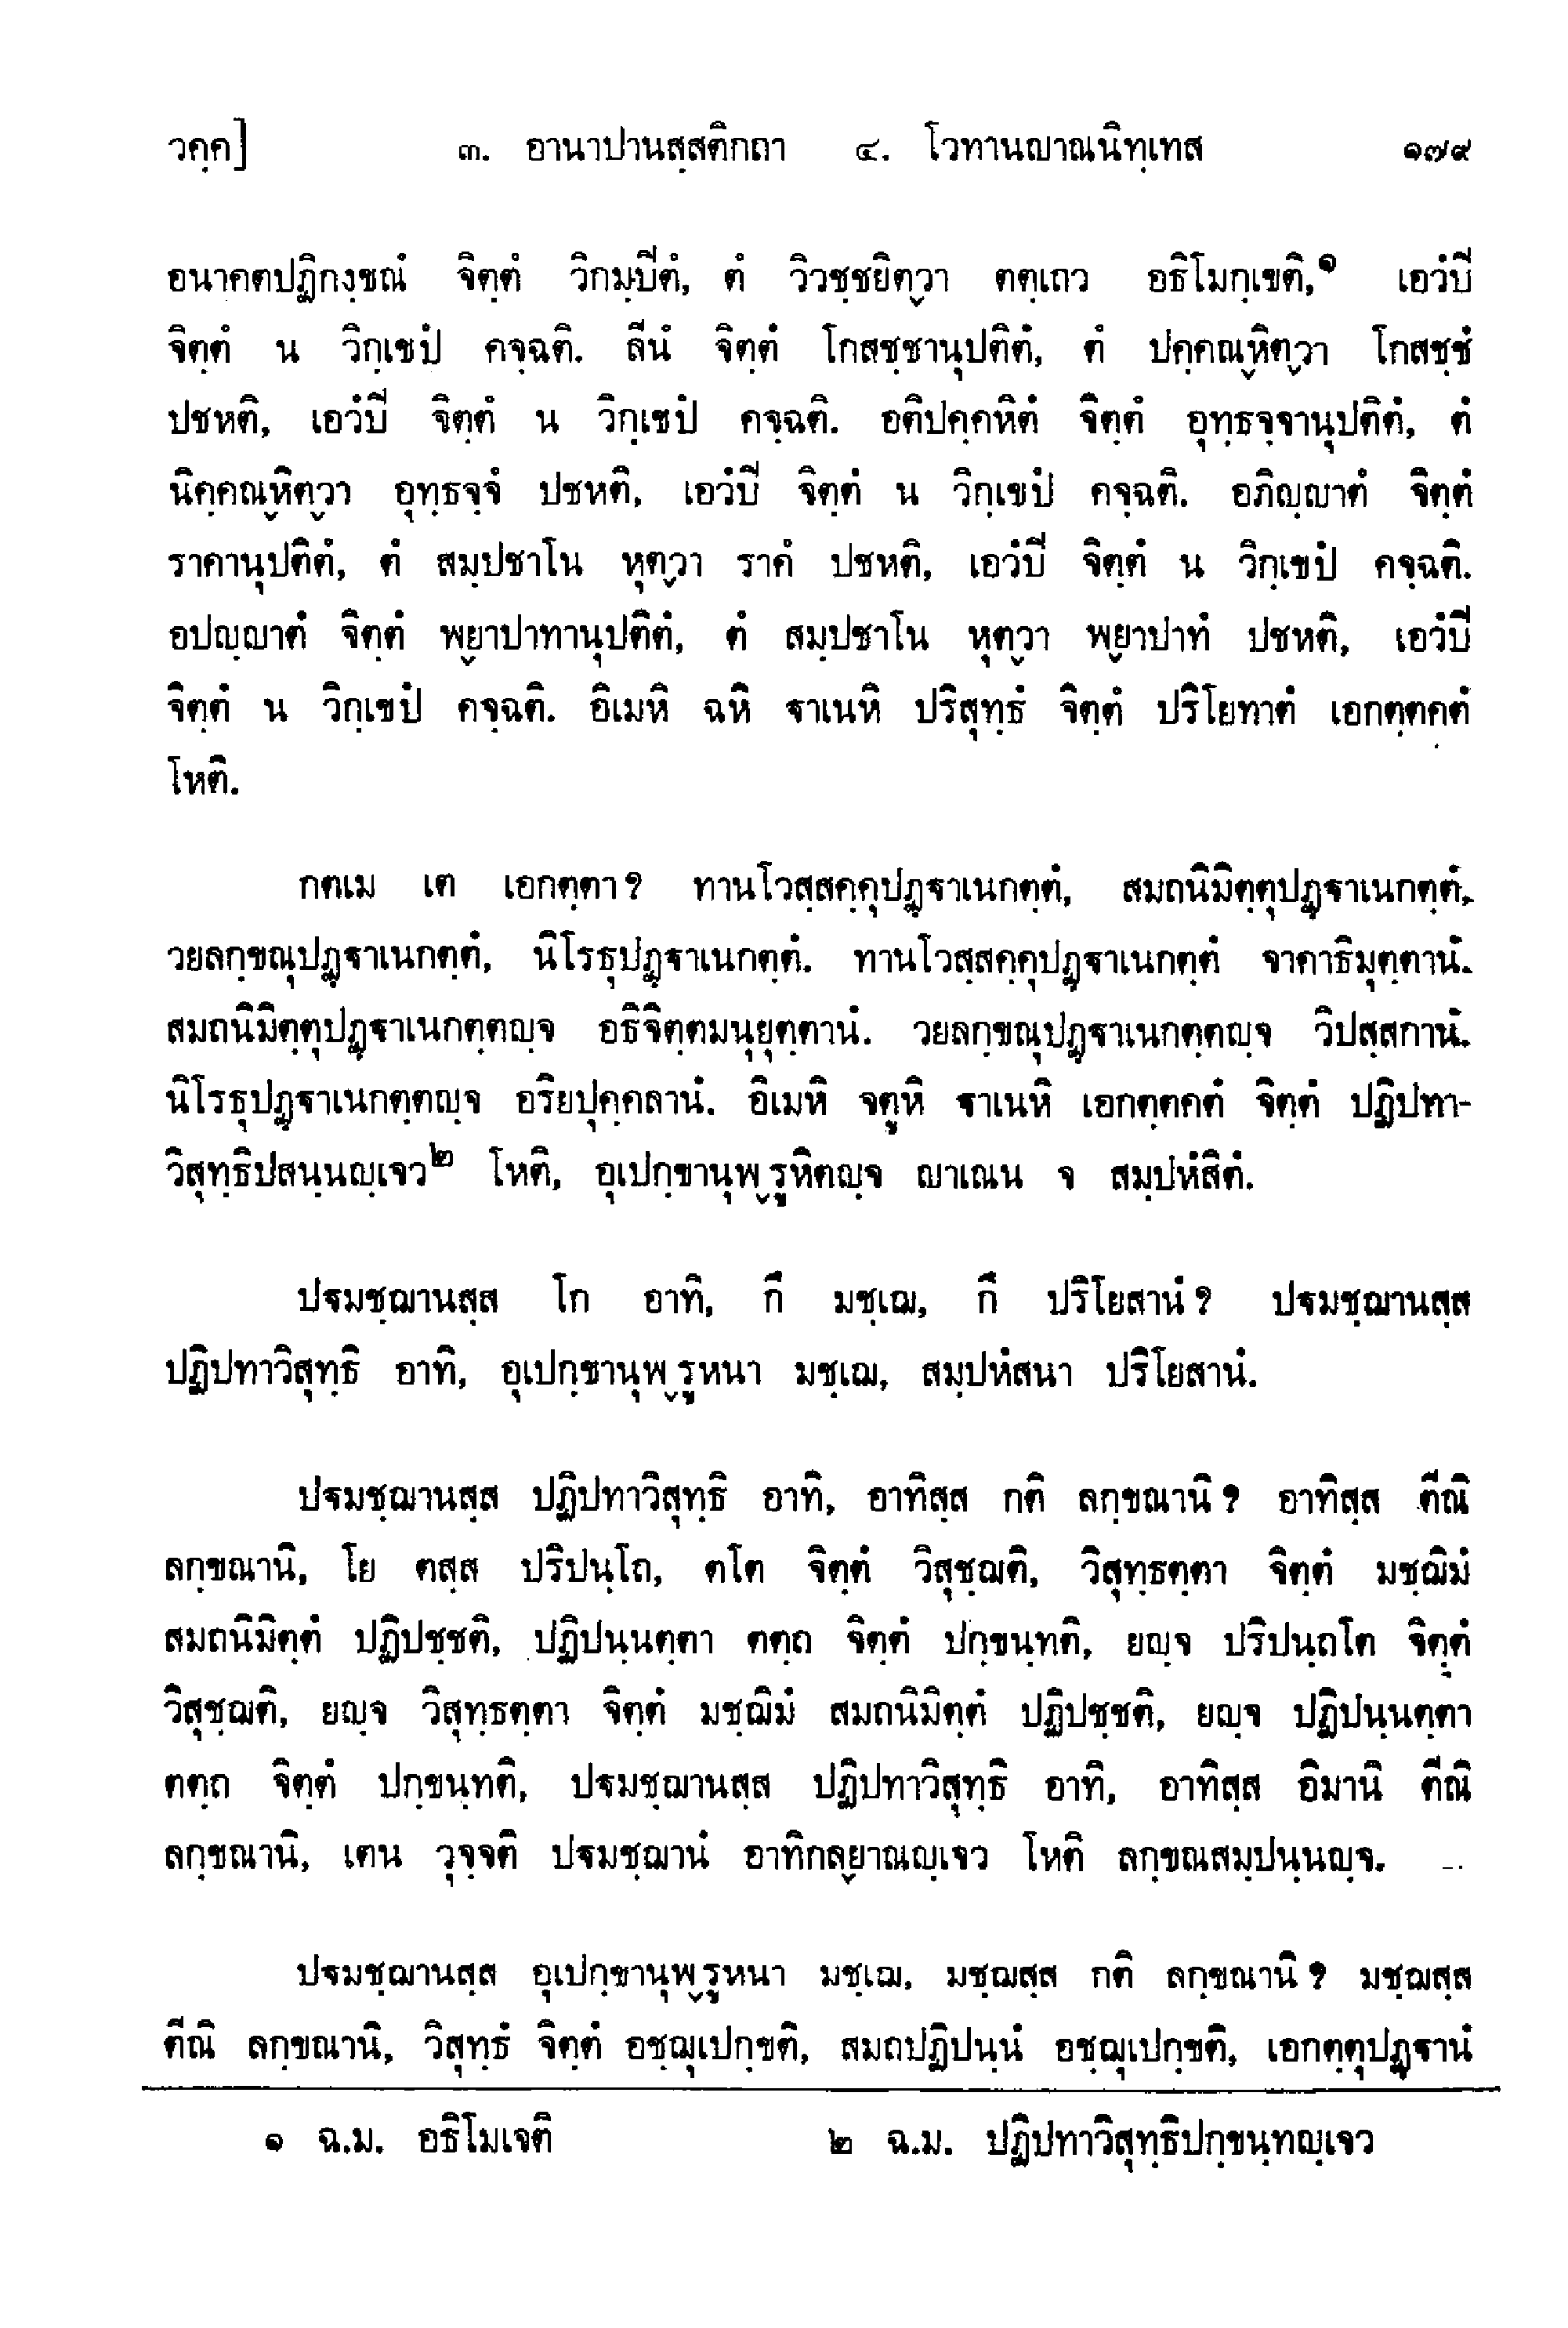 วคฺค] ๓. อานาปานสฺสติกถา ๔. โวทานญาณนิทฺเทส ๑๗๙
อนาคตปฏิกงฺขณํ จิตฺตํ วิกมฺปิตํ, ตํ วิวชฺชยิตฺวา ตตฺเถว อธิโมกฺเขติ,๑ เอวํปิ
จิตฺตํ น วิกฺเขปํ คจฺฉติ. ลีนํ จิตฺตํ โกสชฺชานุปติตํ, ตํ ปคฺคณฺหิตฺวา โกสชฺชํ
ปชหติ, เอวํปิ จิตฺตํ น วิกฺเขปํ คจฺฉติ. อติปคฺคหิตํ จิตฺตํ อุทฺธจฺจานุปติตํ, ตํ
นิคฺคณฺหิตฺวา อุทฺธจฺจํ ปชหติ, เอวํปิ จิตฺตํ น วิกฺเขปํ คจฺฉติ. อภิญฺญาตํ จิตฺตํ
ราคานุปติตํ, ตํ สมฺปชาโน หุตฺวา ราคํ ปชหติ, เอวํปิ จิตฺตํ น วิกฺเขปํ คจฺฉติ.
อปญฺญาตํ จิตฺตํ พฺยาปาทานุปติตํ, ตํ สมฺปชาโน หุตฺวา พฺยาปาทํ ปชหติ, เอวํปิ
จิตฺตํ น วิกฺเขปํ คจฺฉติ. อิเมหิ ฉหิ ฐาเนหิ ปริสุทฺธํ จิตฺตํ ปริโยทาตํ เอกตฺตคตํ
โหติ.
กตเม เต เอกตฺตา? ทานโวสฺสคฺคุปฏฺฐาเนกตฺตํ, สมถนิมิตฺตุปฏฺฐาเนกตฺตํ,
วยลกฺขณุปฏฺฐาเนกตฺตํ, นิโรธุปฏฺฐาเนกตฺตํ. ทานโวสฺสคฺคุปฏฺฐาเนกตฺตํ จาคาธิมุตฺตานํ.
สมถนิมิตฺตุปฏฺฐาเนกตฺตญฺจ อธิจิตฺตมนุยุตฺตานํ. วยลกฺขณุปฏฺฐาเนกตฺตญฺจ วิปสฺสกานํ.
นิโรธุปฏฺฐาเนกตฺตญฺจ อริยปุคฺคลานํ. อิเมหิ จตูหิ ฐาเนหิ เอกตฺตคตํ จิตฺตํ ปฏิปทา-
วิสุทฺธิปสนฺนญฺเจว๒ โหติ, อุเปกฺขานุพฺรูหิตญฺจ ญาเณน จ สมฺปหํสิตํ.
ปฐมชฺฌานสฺส โก อาทิ, กึ มชฺเฌ, กึ ปริโยสานํ? ปฐมชฺฌานสฺส
ปฏิปทาวิสุทฺธิ อาทิ, อุเปกฺขานุพฺรูหนา มชฺเฌ, สมฺปหํสนา ปริโยสานํ.
ปฐมชฺฌานสฺส ปฏิปทาวิสุทฺธิ อาทิ, อาทิสฺส กติ ลกฺขณานิ? อาทิสฺส ตีณิ
ลกฺขณานิ, โย ตสฺส ปริปนฺโถ, ตโต จิตฺตํ วิสุชฺฌติ, วิสุทฺธตฺตา จิตฺตํ มชฺฌิมํ
สมถนิมิตฺตํ ปฏิปชฺชติ, ปฏิปนฺนตฺตา ตตฺถ จิตฺตํ ปกฺขนฺทติ, ยญฺจ ปริปนฺถโต จิตฺตํ
วิสุชฺฌติ, ยญฺจ วิสุทฺธตฺตา จิตฺตํ มชฺฌิมํ สมถนิมิตฺตํ ปฏิปชฺชติ, ยญฺจ ปฏิปนฺนตฺตา
ตตฺถ จิตฺตํ ปกฺขนฺทติ, ปฐมชฺฌานสฺส ปฏิปทาวิสุทฺธิ อาทิ, อาทิสฺส อิมานิ ตีณิ
ลกฺขณานิ, เตน วุจฺจติ ปฐมชฺฌานํ อาทิกลฺยาณญฺเจว โหติ ลกฺขณสมฺปนฺนญฺจ.
ปฐมชฺฌานสฺส อุเปกฺขานุพฺรูหนา มชฺเฌ, มชฺฌสฺส กติ ลกฺขณานิ? มชฺฌสฺส
ตีณิ ลกฺขณานิ, วิสุทฺธํ จิตฺตํ อชฺฌุเปกฺขติ, สมถปฏิปนฺนํ อชฺฌุเปกฺขติ, เอกตฺตุปฏฺฐานํ
๑ ฉ.ม. อธิโมเจติ ๒ ฉ.ม. ปฏิปทาวิสุทฺธิปกฺขนฺทญฺเจว